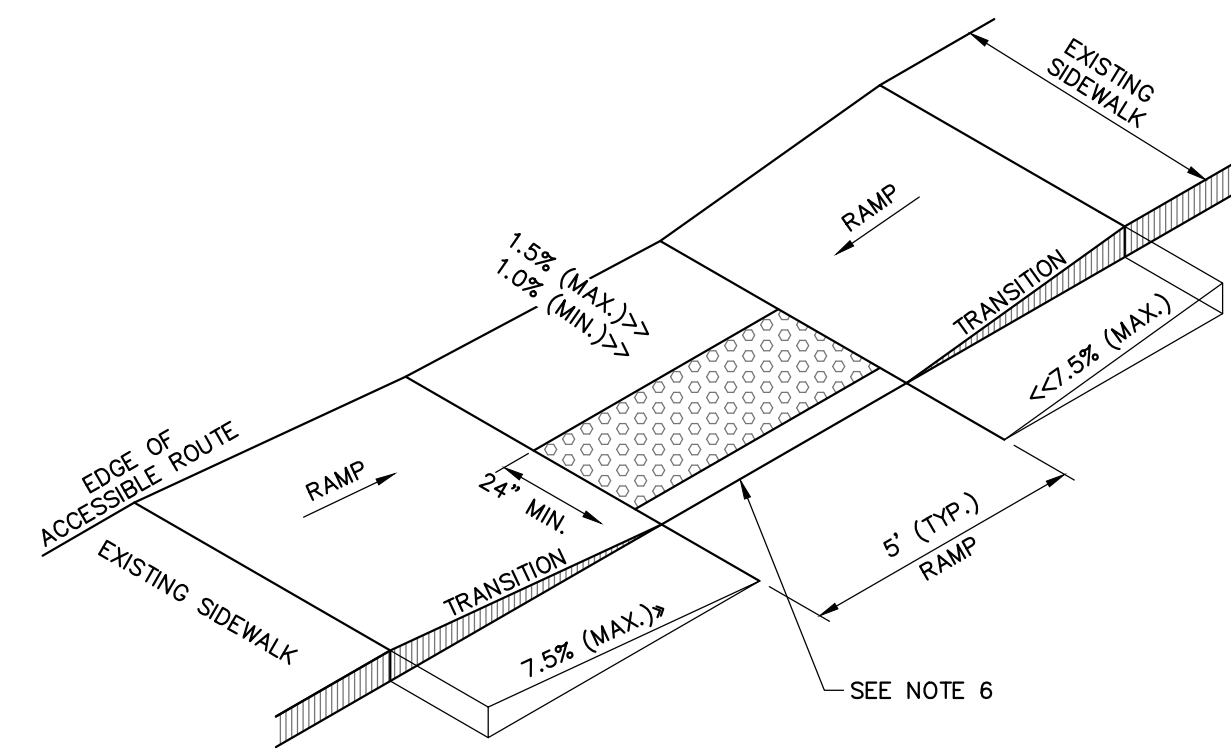 EXISTING
SIDEWALK
RAMP
1.5% (MAX.)>>
1.0% (MIN.)>>
TRANSITION
<<7.5% (MAX.)
EDGE OF
ACCESSIBLE ROUTE
RAMP
24" MIN.
5' (TYP.)
RAMP
EXISTING SIDEWALK
TRANSITION
7.5% (MAX.)»
SEE NOTE 6